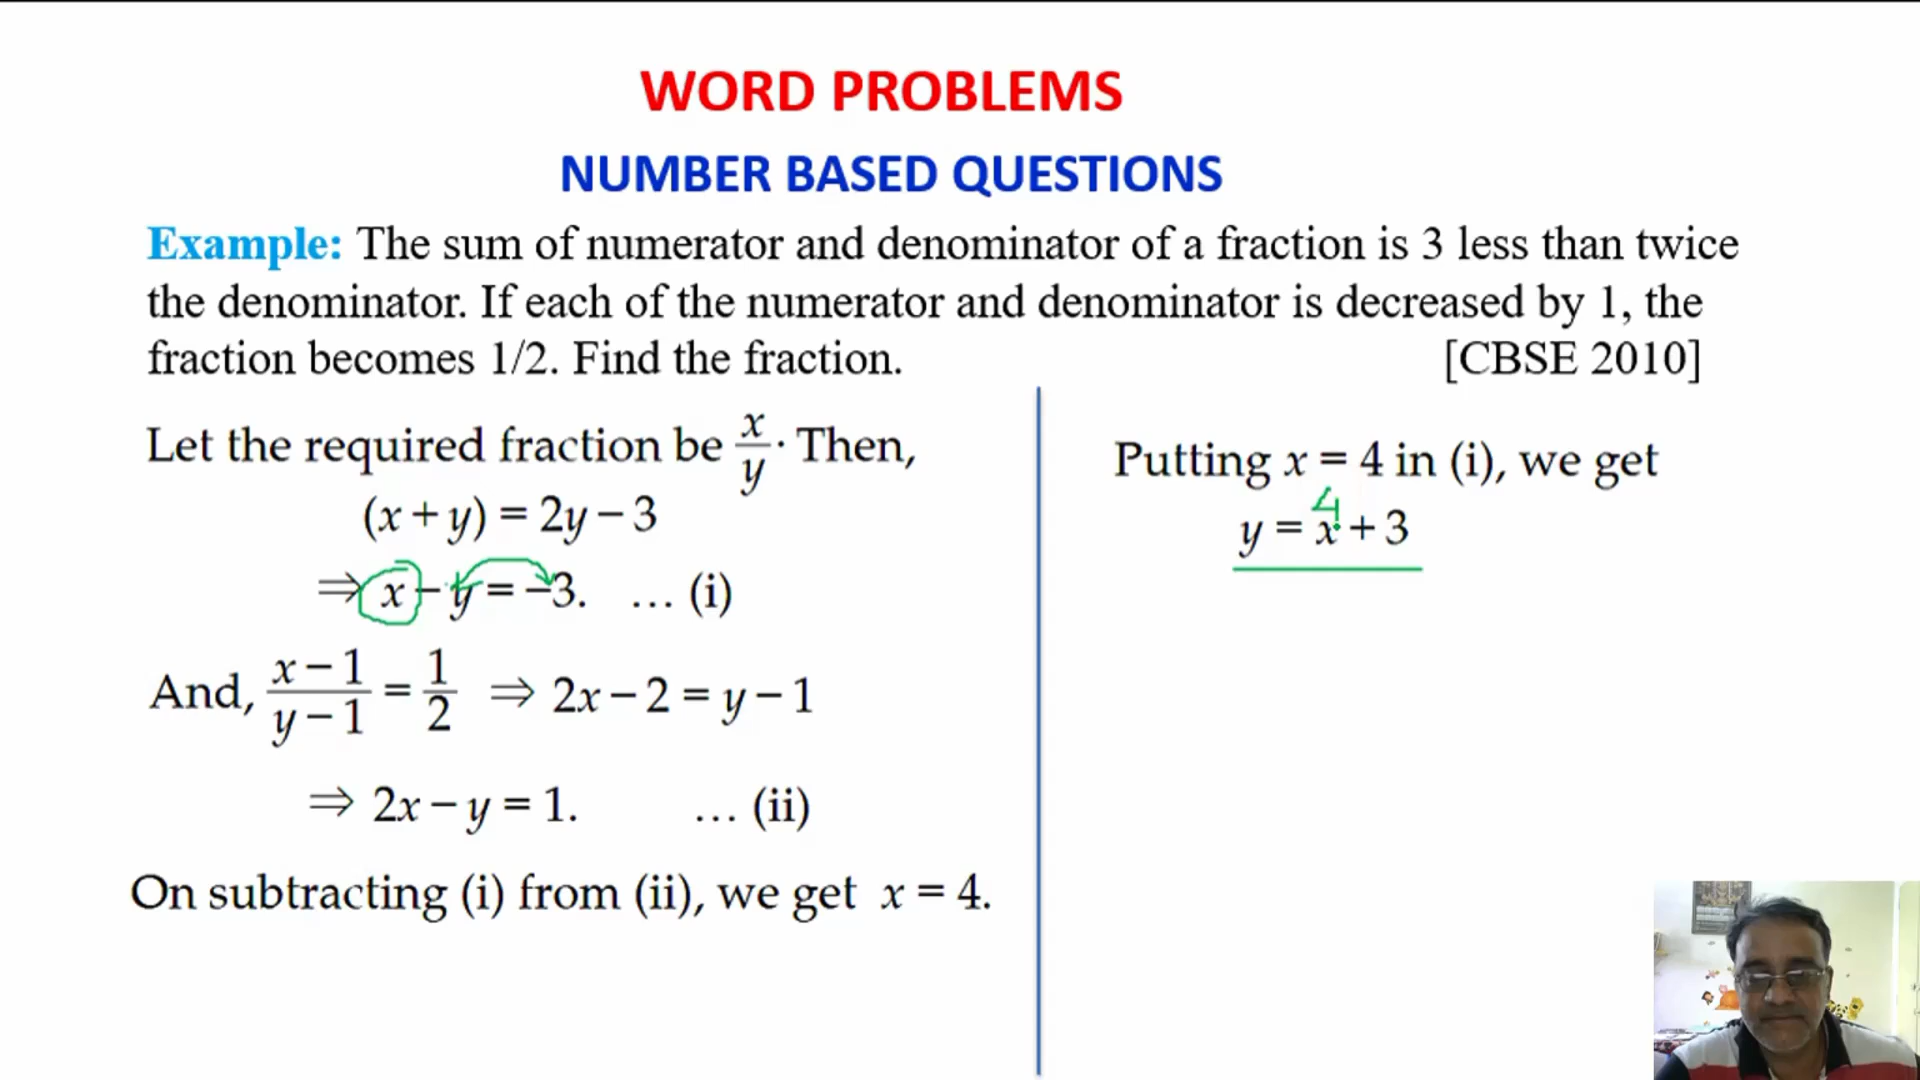 WORD PROBLEMS
NUMBER BASED QUESTIONS
Example: The sum of numerator and denominator of a fraction is 3 less than twice
the denominator. If each of the numerator and denominator is decreased by 1, the
fraction becomes 1/2. Find the fraction. [CBSE 2010]
Let the required fraction be x/y. Then,
(x + y) = 2y − 3
⇒ x − y = −3. … (i)
And, (x − 1)/(y − 1) = 1/2 ⇒ 2x − 2 = y − 1
⇒ 2x − y = 1. … (ii)
On subtracting (i) from (ii), we get x = 4.
Putting x = 4 in (i), we get
4
y = x + 3